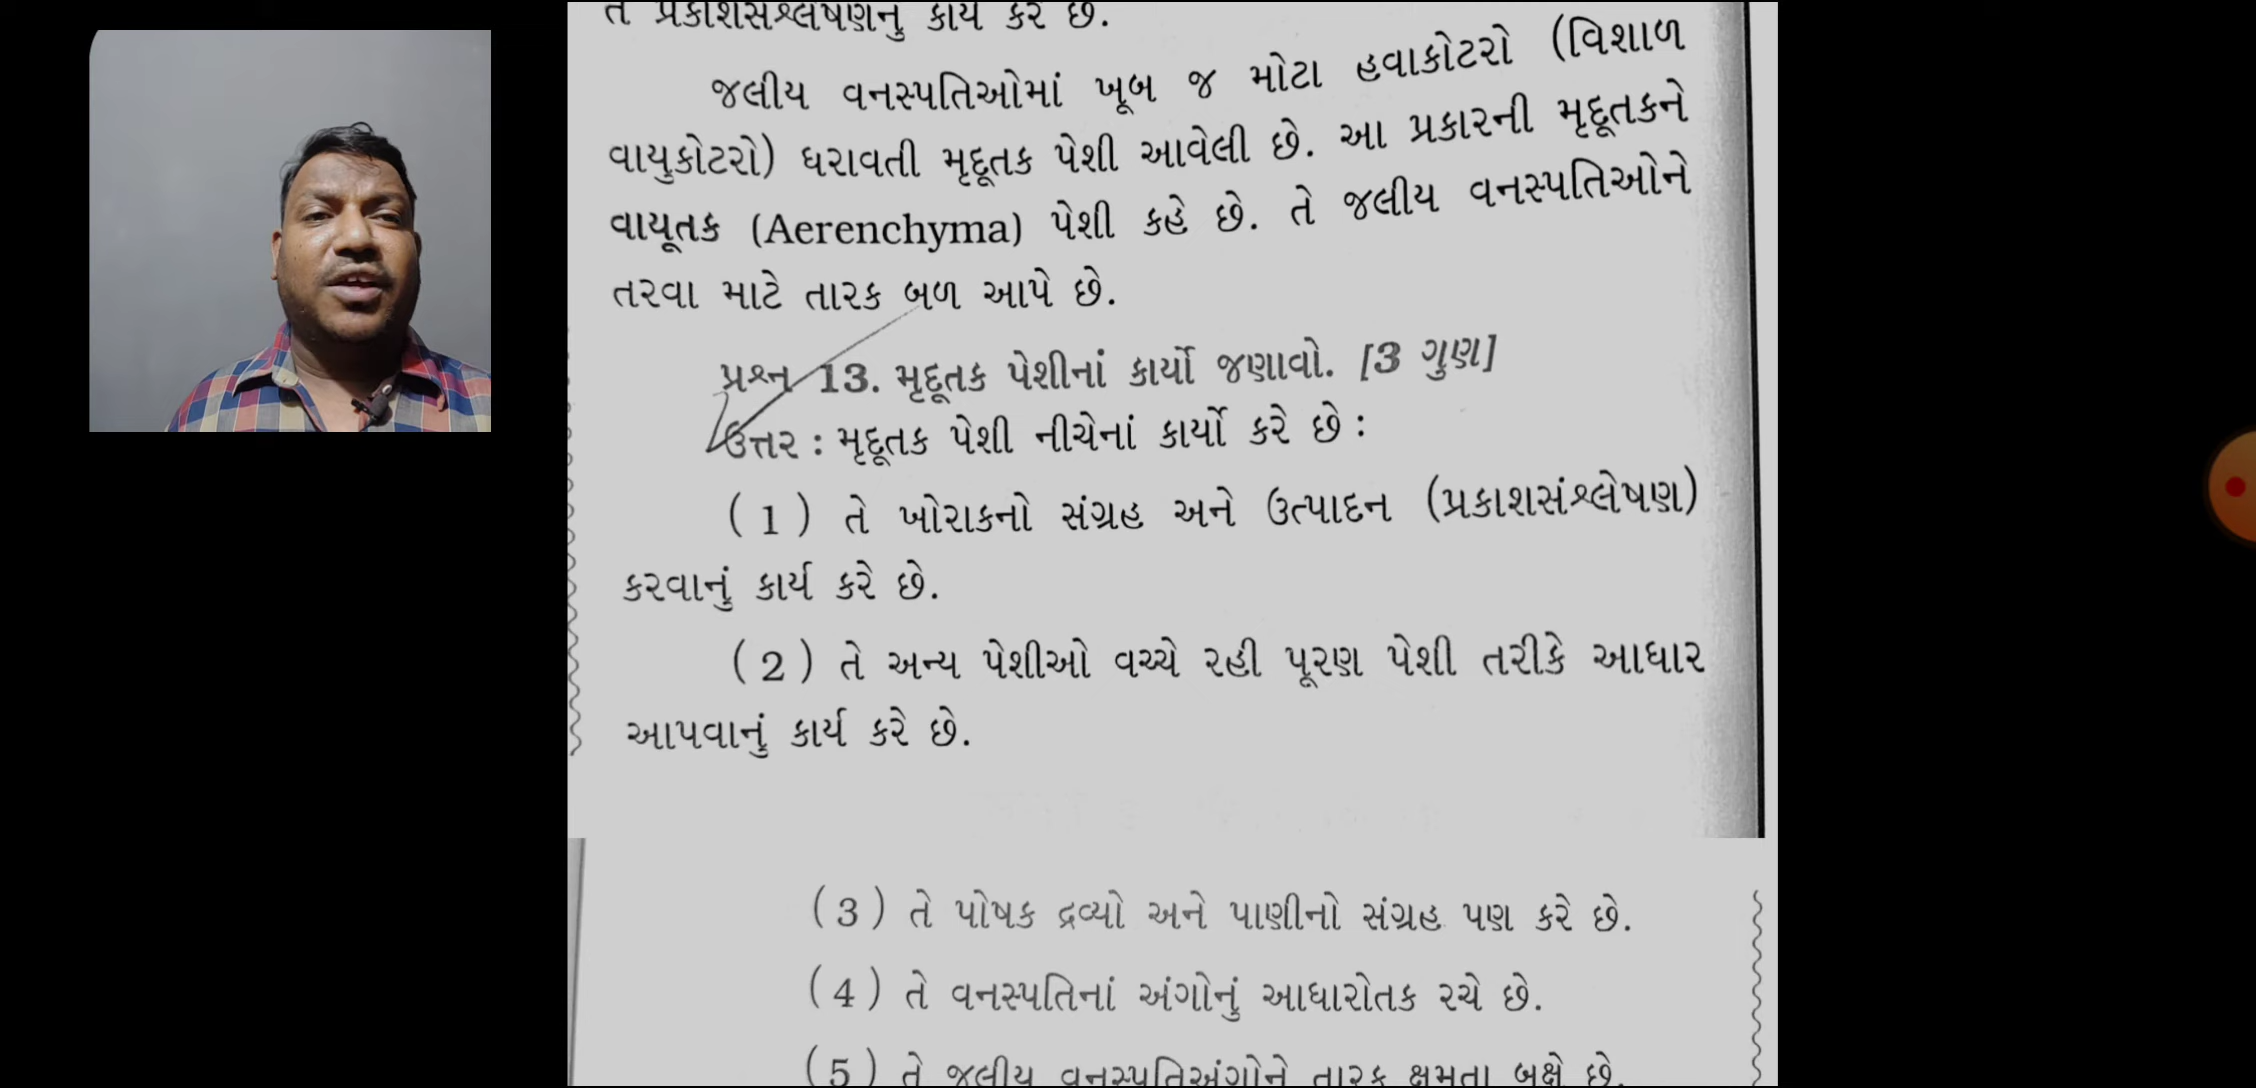 તે પ્રકાશસંશ્લેષણનું કાર્ય કરે છે.
જલીય વનસ્પતિઓમાં ખૂબ જ મોટા હવાકોટરો (વિશાળ
વાયુકોટરો) ધરાવતી મૃદૂતક પેશી આવેલી છે. આ પ્રકારની મૃદૂતકને
વાયૂતક (Aerenchyma) પેશી કહે છે. તે જલીય વનસ્પતિઓને
તરવા માટે તારક બળ આપે છે.
પ્રશ્ન 13. મૃદૂતક પેશીનાં કાર્યો જણાવો. [3 ગુણ]
ઉત્તર : મૃદૂતક પેશી નીચેનાં કાર્યો કરે છે :
(1) તે ખોરાકનો સંગ્રહ અને ઉત્પાદન (પ્રકાશસંશ્લેષણ)
કરવાનું કાર્ય કરે છે.
(2) તે અન્ય પેશીઓ વચ્ચે રહી પૂરણ પેશી તરીકે આધાર
આપવાનું કાર્ય કરે છે.
(3) તે પોષક દ્રવ્યો અને પાણીનો સંગ્રહ પણ કરે છે.
(4) તે વનસ્પતિનાં અંગોનું આધારોતક રચે છે.
(5) તે જલીય વનસ્પતિઅંગોને તારક ક્ષમતા બક્ષે છે.